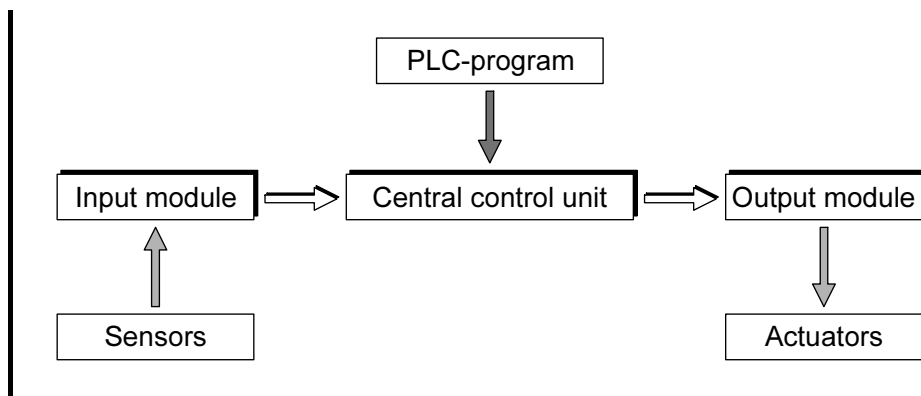 PLC-program
Input module
Central control unit
Output module
Sensors
Actuators